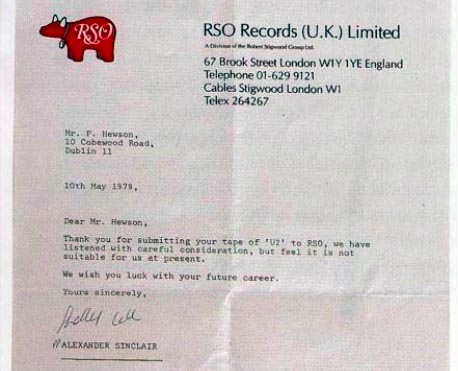 RSO
RSO Records (U.K.) Limited
A Division of the Robert Stigwood Group Ltd.
67 Brook Street London W1Y 1YE England
Telephone 01-629 9121
Cables Stigwood London W1
Telex 264267
Mr. P. Hewson,
10 Cobewood Road,
Dublin 11
10th May 1979,
Dear Mr. Hewson,
Thank you for submitting your tape of 'U2' to RSO, we have
listened with careful consideration, but feel it is not
suitable for us at present.
We wish you luck with your future career.
Yours sincerely,
ALEXANDER SINCLAIR